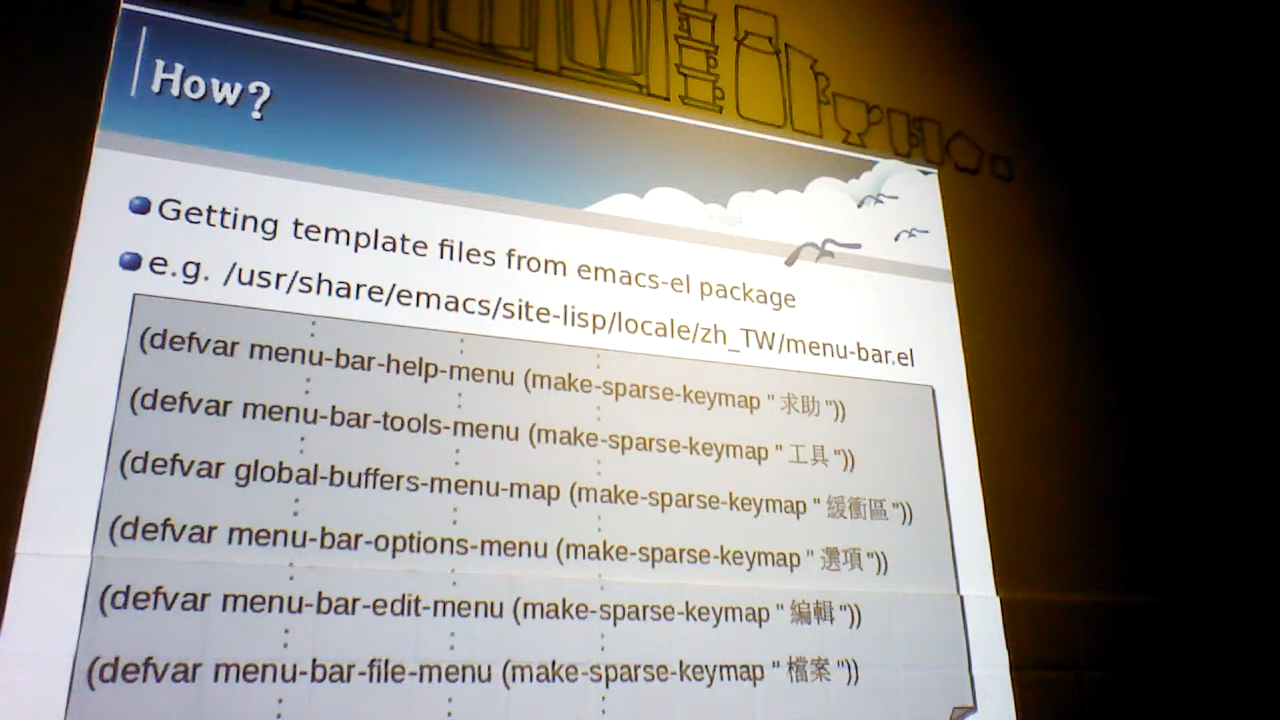 How?
Getting template files from emacs-el package
e.g. /usr/share/emacs/site-lisp/locale/zh_TW/menu-bar.el
(defvar menu-bar-help-menu (make-sparse-keymap " 求助 "))
(defvar menu-bar-tools-menu (make-sparse-keymap " 工具 "))
(defvar global-buffers-menu-map (make-sparse-keymap " 緩衝區 "))
(defvar menu-bar-options-menu (make-sparse-keymap " 選項 "))
(defvar menu-bar-edit-menu (make-sparse-keymap " 編輯 "))
(defvar menu-bar-file-menu (make-sparse-keymap " 檔案 "))